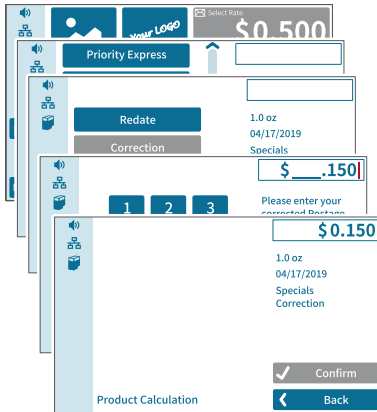 Your LOGO
Select Rate
$0.500
Priority Express
Redate
Correction
1.0 oz
04/17/2019
Specials
$ ___.150
1 2 3
Please enter your
corrected Postage
$0.150
1.0 oz
04/17/2019
Specials
Correction
Confirm
Product Calculation
Back